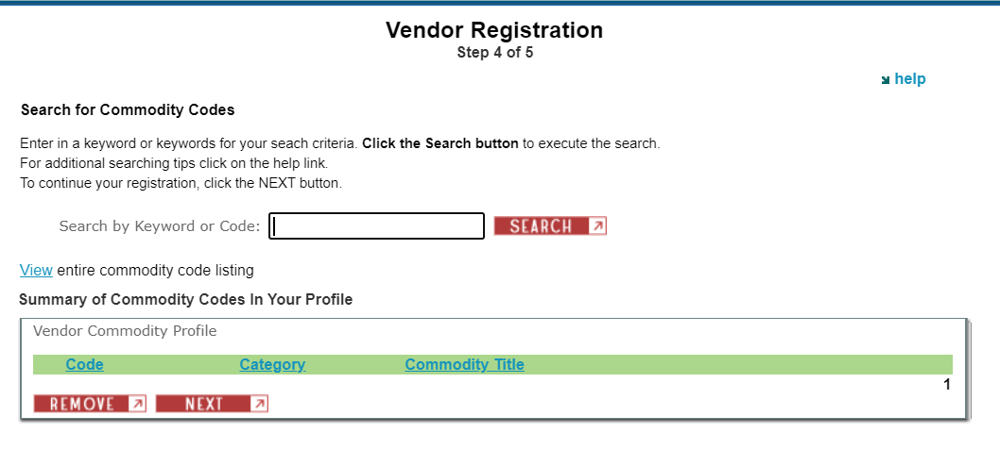 Vendor Registration
Step 4 of 5
help
Search for Commodity Codes
Enter in a keyword or keywords for your seach criteria. Click the Search button to execute the search.
For additional searching tips click on the help link.
To continue your registration, click the NEXT button.
Search by Keyword or Code: SEARCH
View entire commodity code listing
Summary of Commodity Codes In Your Profile
Vendor Commodity Profile
Code Category Commodity Title
1
REMOVE NEXT